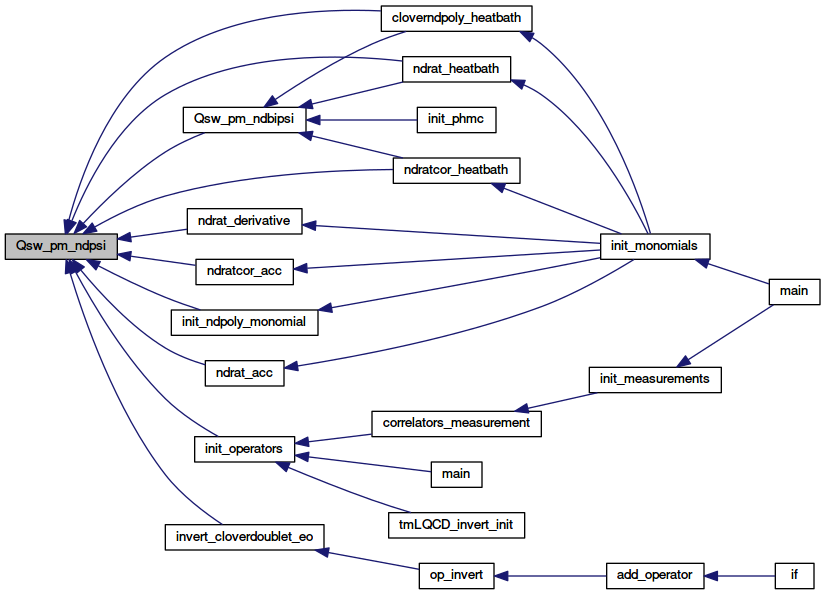 cloverndpoly_heatbath
ndrat_heatbath
Qsw_pm_ndbipsi
init_phmc
ndratcor_heatbath
ndrat_derivative
Qsw_pm_ndpsi
init_monomials
ndratcor_acc
main
init_ndpoly_monomial
ndrat_acc
init_measurements
correlators_measurement
init_operators
main
tmLQCD_invert_init
invert_cloverdoublet_eo
op_invert
add_operator
if